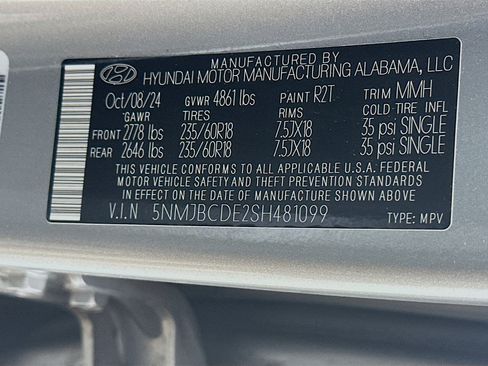 MANUFACTURED BY
HYUNDAI MOTOR MANUFACTURING ALABAMA, LLC
Oct/08/24 GVWR 4861 lbs PAINT R2T TRIM MMH
GAWR TIRES RIMS COLD TIRE INFL
FRONT 2778 lbs 235/60R18 7.5JX18 35 psi SINGLE
REAR 2646 lbs 235/60R18 7.5JX18 35 psi SINGLE
THIS VEHICLE CONFORMS TO ALL APPLICABLE U.S.A. FEDERAL
MOTOR VEHICLE SAFETY AND THEFT PREVENTION STANDARDS
IN EFFECT ON THE DATE OF MANUFACTURE SHOWN ABOVE.
V.I.N 5NMJBCDE2SH481099 TYPE: MPV